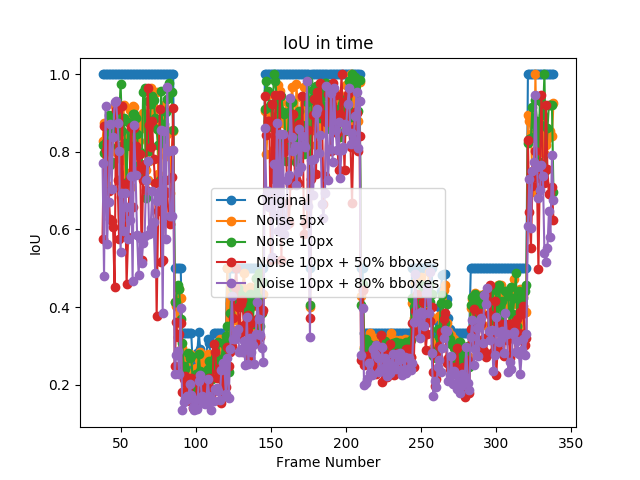 IoU in time
1.0
0.8
0.6
0.4
0.2
IoU
Original
Noise 5px
Noise 10px
Noise 10px + 50% bboxes
Noise 10px + 80% bboxes
50
100
150
200
250
300
350
Frame Number